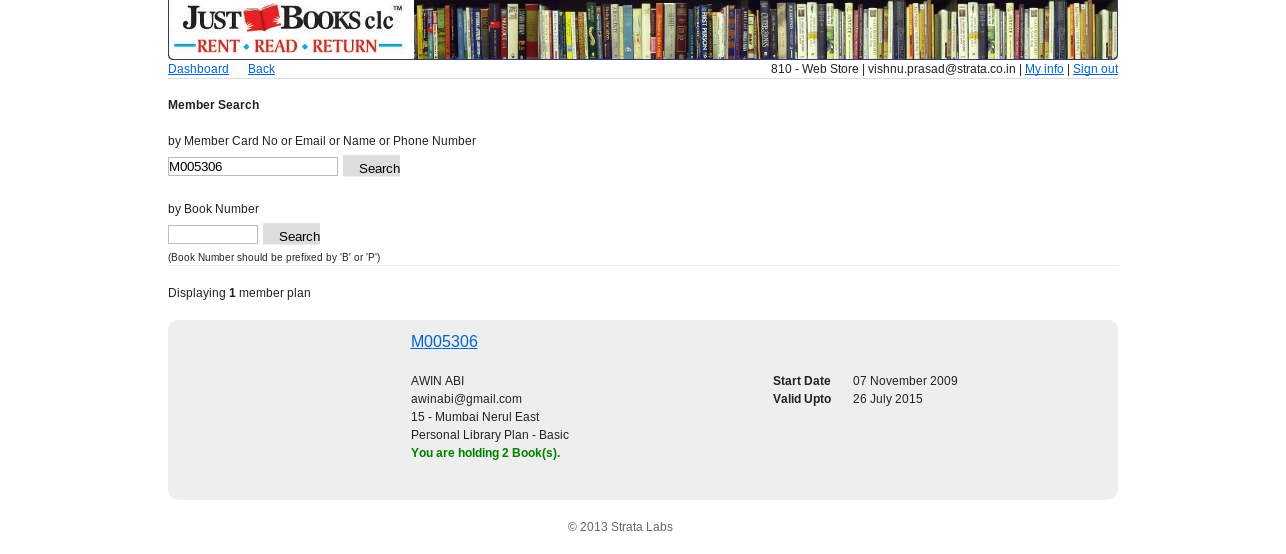 JUST BOOKS clc™
RENT • READ • RETURN
Dashboard Back 810 - Web Store | vishnu.prasad@strata.co.in | My info | Sign out
Member Search
by Member Card No or Email or Name or Phone Number
M005306 Search
by Book Number
Search
(Book Number should be prefixed by 'B' or 'P')
Displaying 1 member plan
M005306
AWIN ABI Start Date 07 November 2009
awinabi@gmail.com Valid Upto 26 July 2015
15 - Mumbai Nerul East
Personal Library Plan - Basic
You are holding 2 Book(s).
© 2013 Strata Labs